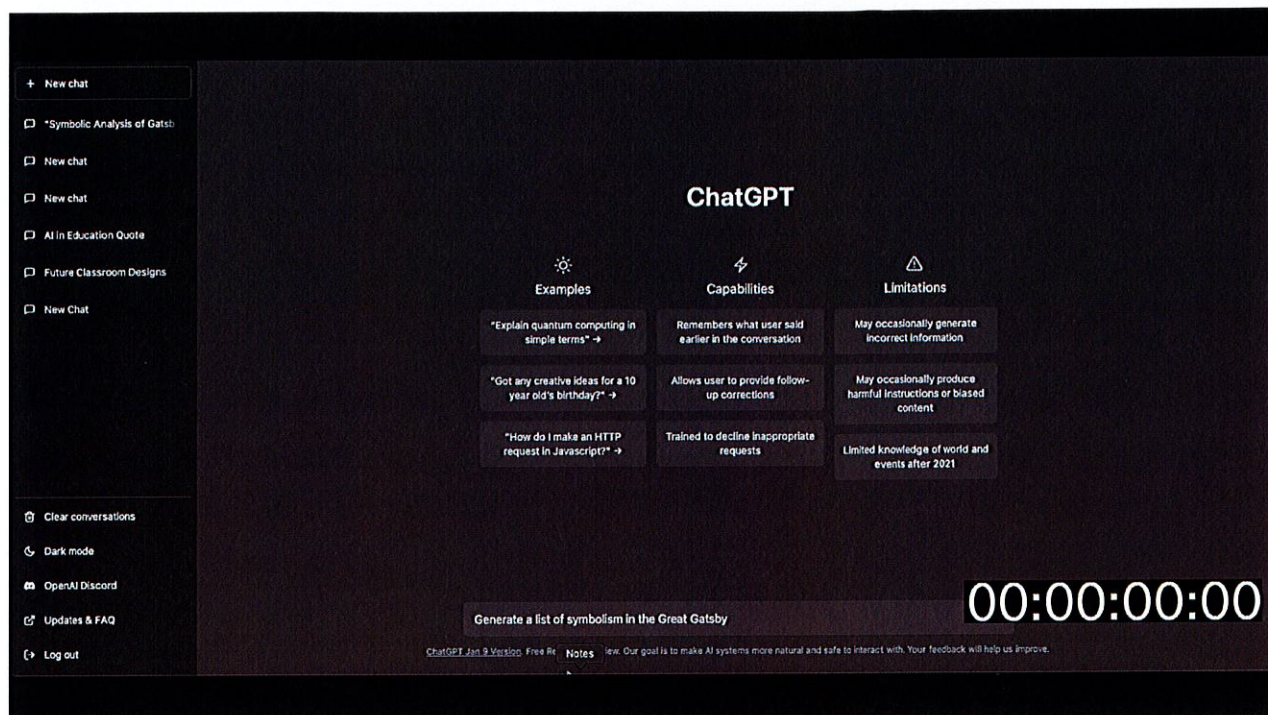 + New chat
"Symbolic Analysis of Gatsb
New chat
New chat
AI in Education Quote
Future Classroom Designs
New Chat
Clear conversations
Dark mode
OpenAI Discord
Updates & FAQ
Log out
ChatGPT
Examples
"Explain quantum computing in
simple terms" →
"Got any creative ideas for a 10
year old's birthday?" →
"How do I make an HTTP
request in Javascript?" →
Capabilities
Remembers what user said
earlier in the conversation
Allows user to provide follow-
up corrections
Trained to decline inappropriate
requests
Limitations
May occasionally generate
incorrect information
May occasionally produce
harmful instructions or biased
content
Limited knowledge of world and
events after 2021
Generate a list of symbolism in the Great Gatsby
00:00:00:00
ChatGPT Jan 9 Version. Free Re Notes iew. Our goal is to make AI systems more natural and safe to interact with. Your feedback will help us improve.